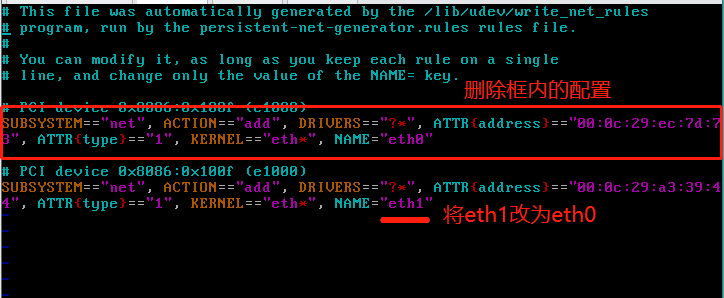 # This file was automatically generated by the /lib/udev/write_net_rules
# program, run by the persistent-net-generator.rules rules file.
#
# You can modify it, as long as you keep each rule on a single
# line, and change only the value of the NAME= key.
删除框内的配置
# PCI device 0x8086:0x100f (e1000)
SUBSYSTEM=="net", ACTION=="add", DRIVERS=="?*", ATTR{address}=="00:0c:29:ec:7d:7
3", ATTR{type}=="1", KERNEL=="eth*", NAME="eth0"
# PCI device 0x8086:0x100f (e1000)
SUBSYSTEM=="net", ACTION=="add", DRIVERS=="?*", ATTR{address}=="00:0c:29:a3:39:4
4", ATTR{type}=="1", KERNEL=="eth*", NAME="eth1"
将eth1改为eth0
~
~
~
~
~